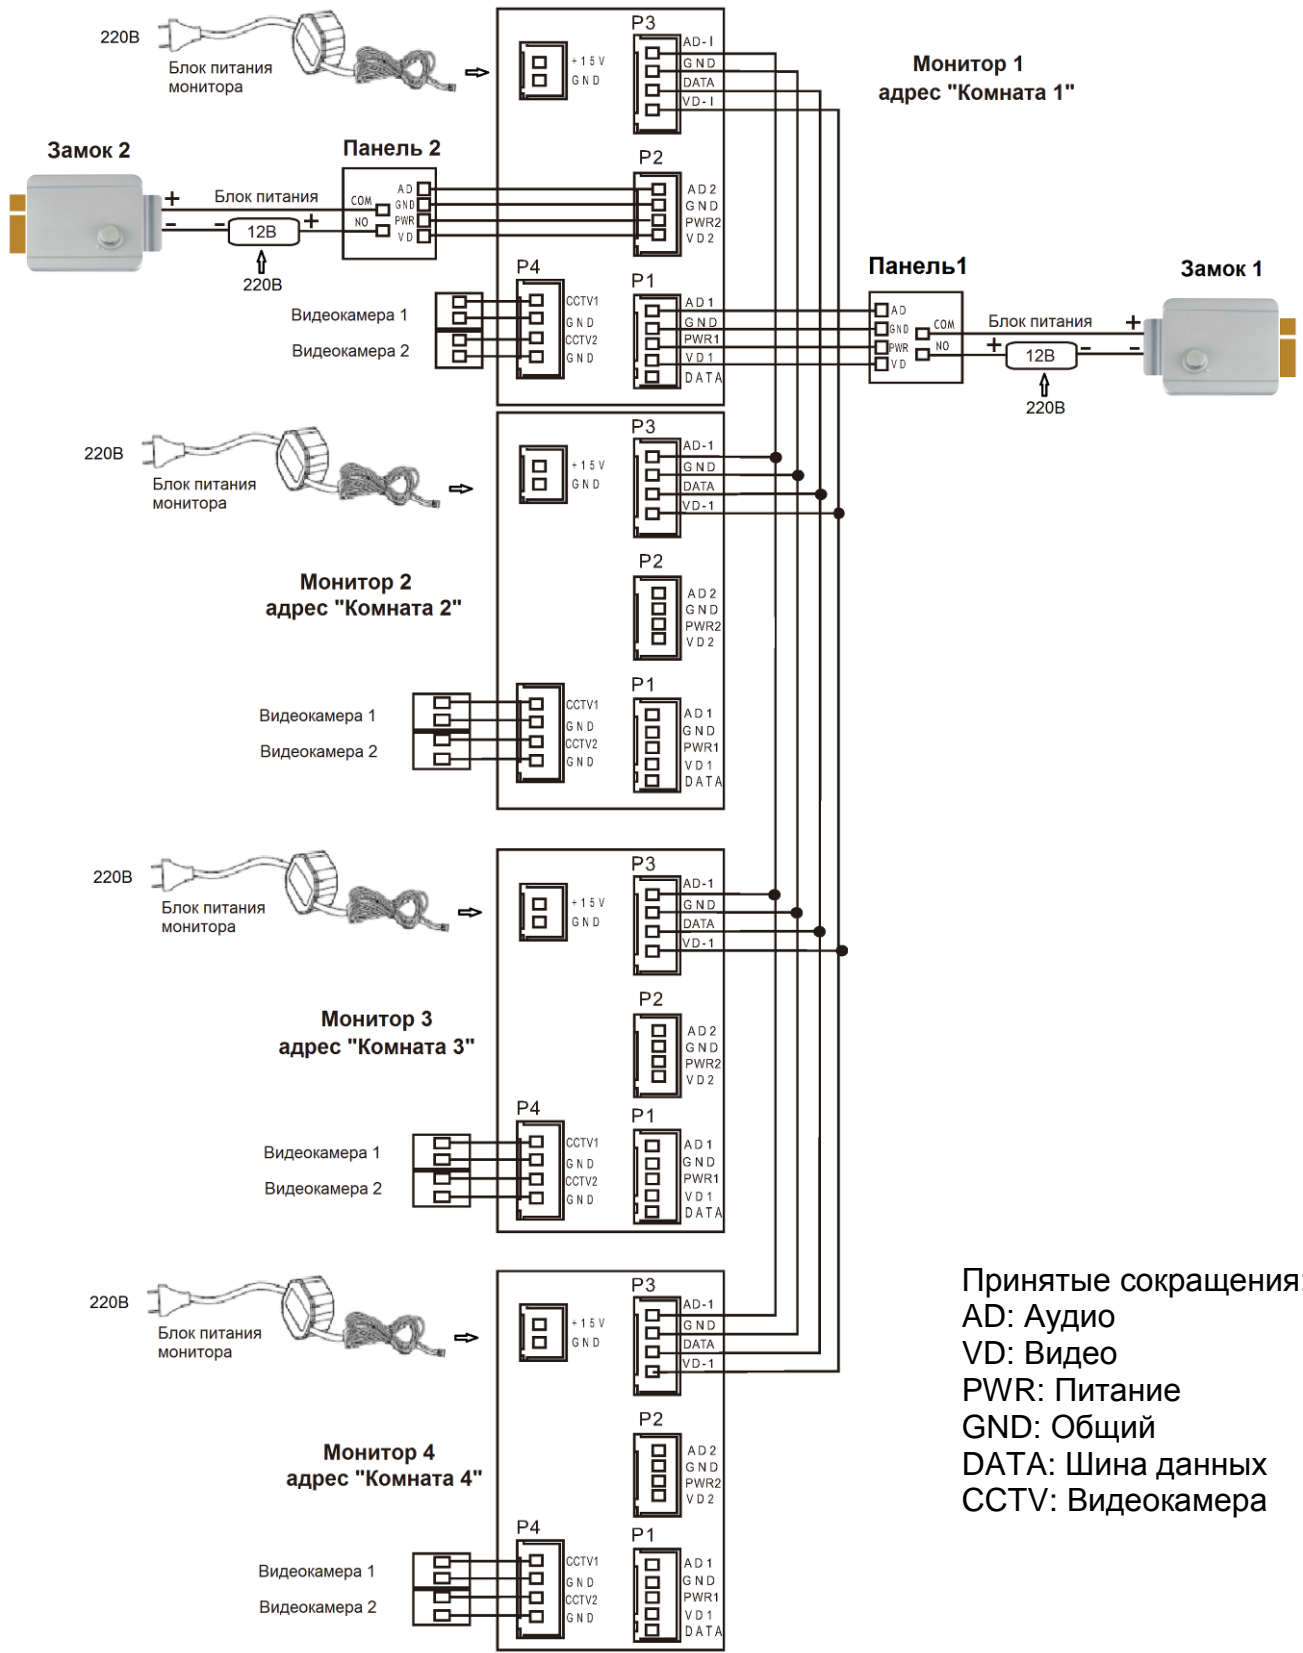 220В
Блок питания
монитора
+15V
GND
P3
AD-I
GND
DATA
VD-I
Монитор 1
адрес "Комната 1"
Замок 2
+
-
Блок питания
-
12В
+
220В
Панель 2
COM
NO
AD
GND
PWR
VD
P2
AD2
GND
PWR2
VD2
P4
CCTV1
GND
CCTV2
GND
Видеокамера 1
Видеокамера 2
P1
AD1
GND
PWR1
VD1
DATA
Панель1
AD
GND
PWR
VD
COM
NO
Блок питания
+
12В
-
220В
+
-
Замок 1
220В
Блок питания
монитора
+15V
GND
P3
AD-1
GND
DATA
VD-1
Монитор 2
адрес "Комната 2"
P2
AD2
GND
PWR2
VD2
Видеокамера 1
Видеокамера 2
CCTV1
GND
CCTV2
GND
P1
AD1
GND
PWR1
VD1
DATA
220В
Блок питания
монитора
+15V
GND
P3
AD-1
GND
DATA
VD-1
Монитор 3
адрес "Комната 3"
P2
AD2
GND
PWR2
VD2
P4
Видеокамера 1
Видеокамера 2
CCTV1
GND
CCTV2
GND
P1
AD1
GND
PWR1
VD1
DATA
220В
Блок питания
монитора
+15V
GND
P3
AD-1
GND
DATA
VD-1
Монитор 4
адрес "Комната 4"
P2
AD2
GND
PWR2
VD2
P4
Видеокамера 1
Видеокамера 2
CCTV1
GND
CCTV2
GND
P1
AD1
GND
PWR1
VD1
DATA
Принятые сокращения:
AD: Аудио
VD: Видео
PWR: Питание
GND: Общий
DATA: Шина данных
CCTV: Видеокамера